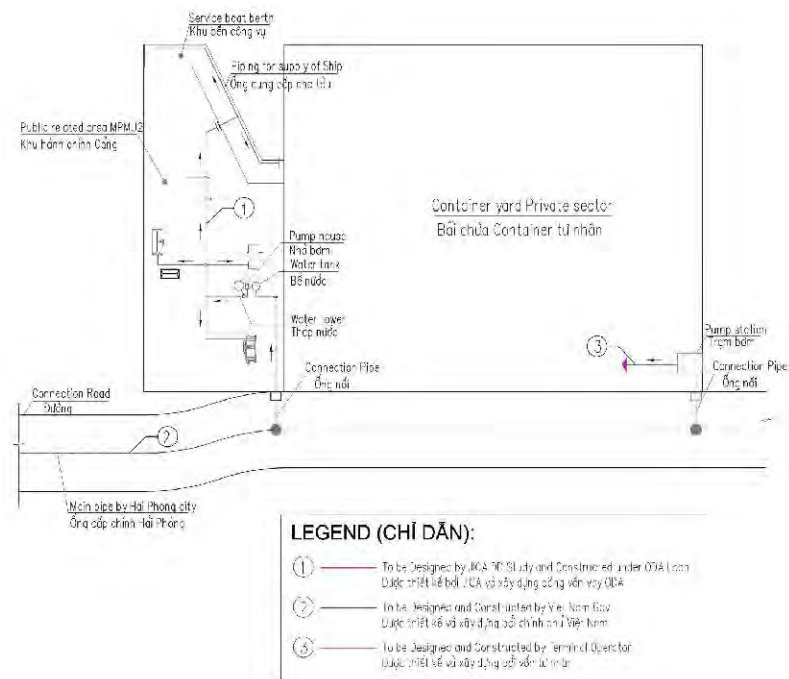 Service boat berth
Khu bến công vụ
Piping for supply of Ship
Ống cung cấp cho tàu
Public related area MPMU2
Khu hành chính Cảng
1
Container yard Private sector
Bãi chứa Container tư nhân
Pump house
Nhà bơm
Water tank
Bể nước
Water tower
Tháp nước
3
Pump station
Trạm bơm
Connection Pipe
Ống nối
Connection Pipe
Ống nối
Connection Road
Đường
2
Main pipe by Hai Phong city
Ống cấp chính Hải Phòng
LEGEND (CHỈ DẪN):
1 To be Designed by JICA DD Study and Constructed under ODA Loan
Được thiết kế bởi JICA và xây dựng bằng vốn vay ODA
2 To be Designed and Constructed by Viet Nam Gov
Được thiết kế và xây dựng bởi chính phủ Việt Nam
3 To be Designed and Constructed by Terminal Operator
Được thiết kế và xây dựng bởi vốn tư nhân